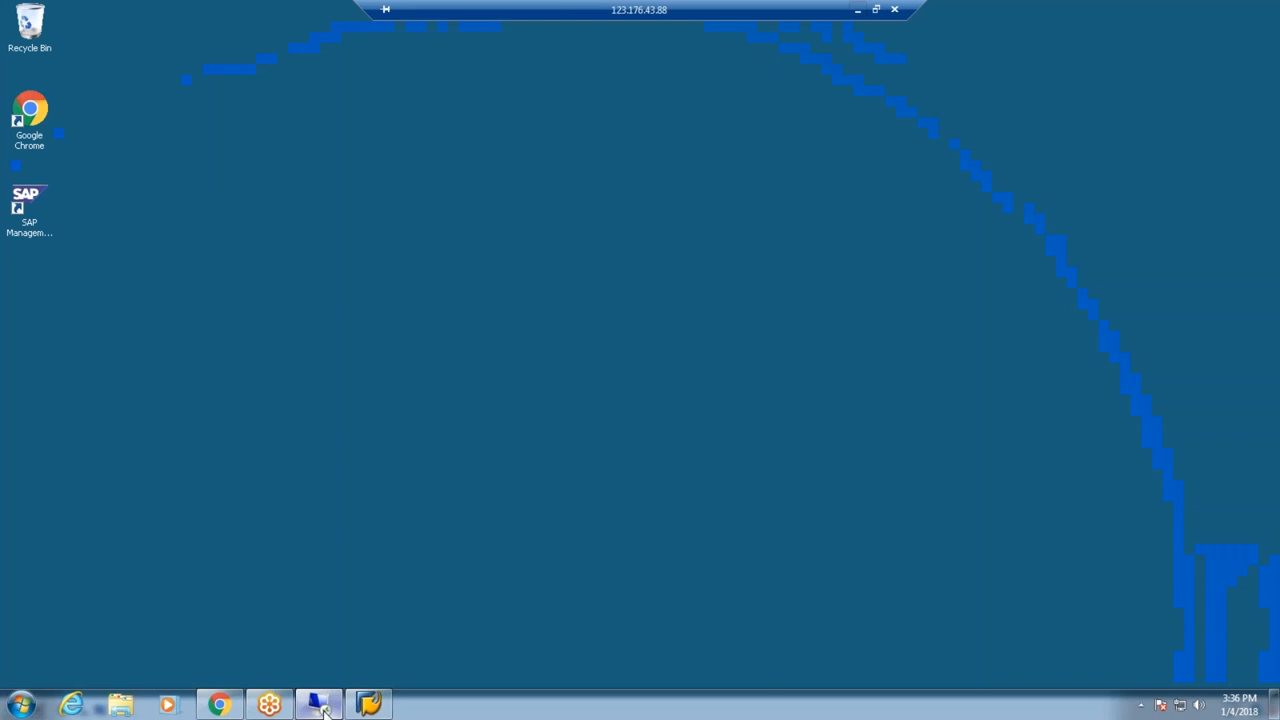 123.176.43.88
Recycle Bin
Google
Chrome
SAP
SAP
Managem...
3:36 PM
1/4/2018